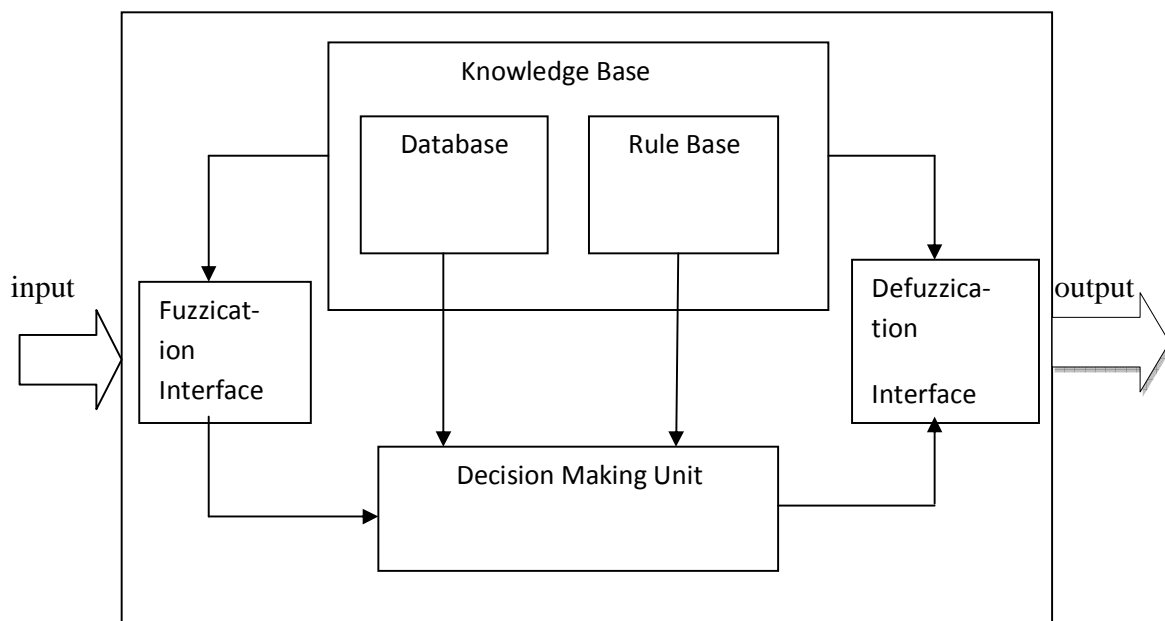 Knowledge Base
Database
Rule Base
input
Fuzzicat-
ion
Interface
Defuzzica-
tion
Interface
output
Decision Making Unit